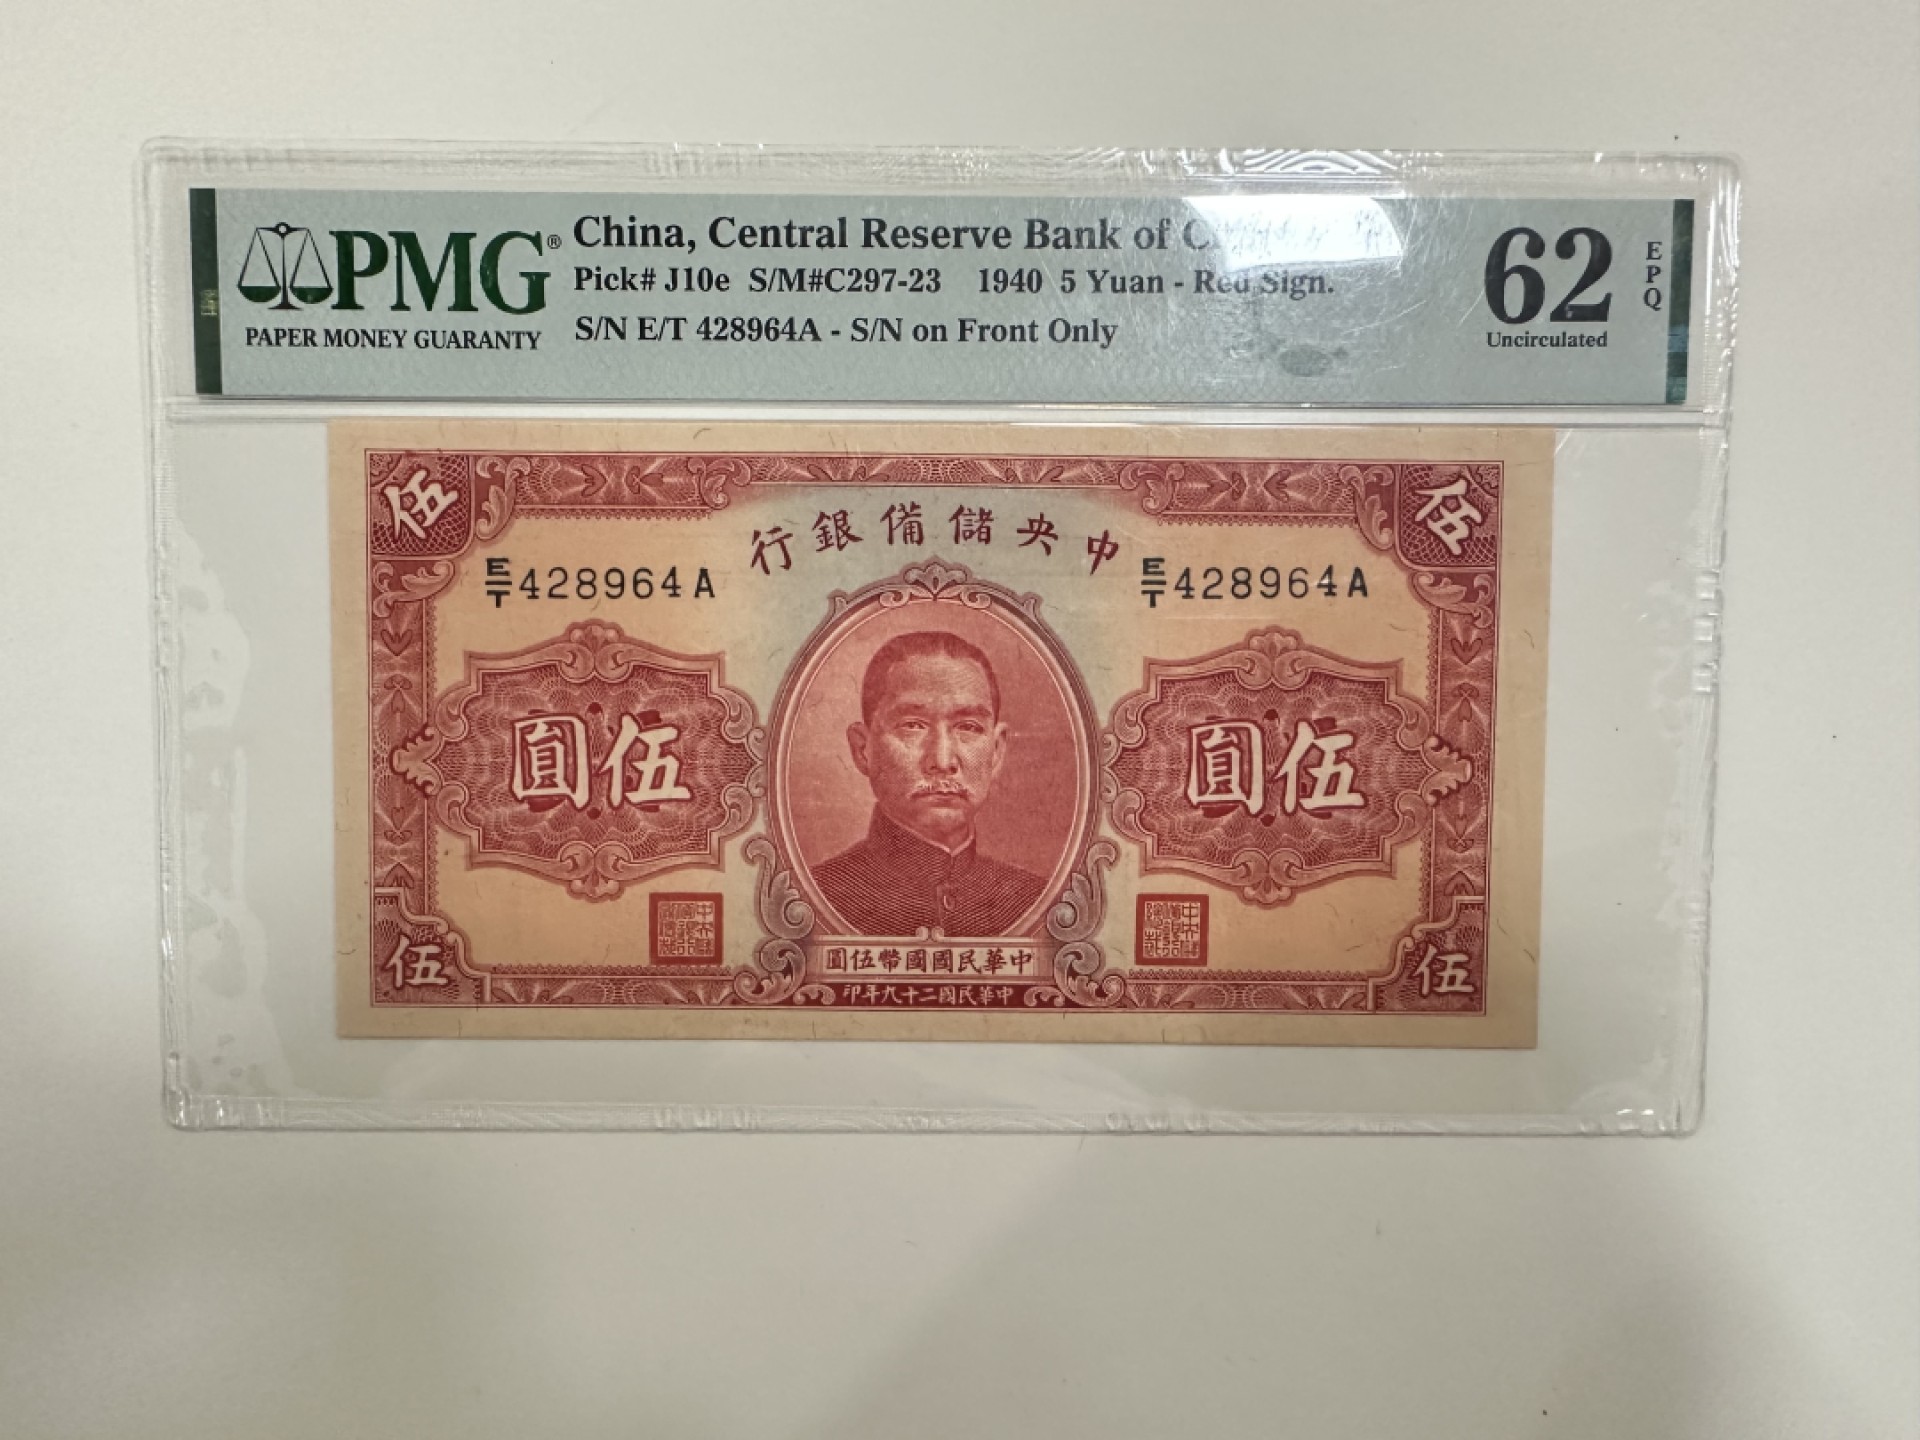 PMG®
PAPER MONEY GUARANTY
China, Central Reserve Bank of
Pick# J10e S/M#C297-23 1940 5 Yuan - Red Sign.
S/N E/T 428964A - S/N on Front Only
62
Uncirculated
EPQ
伍
伍
行銀備儲央中
E/T 428964A
E/T 428964A
圓伍
圓伍
圓伍幣國國民華中
印年九十二國民華中
伍
伍